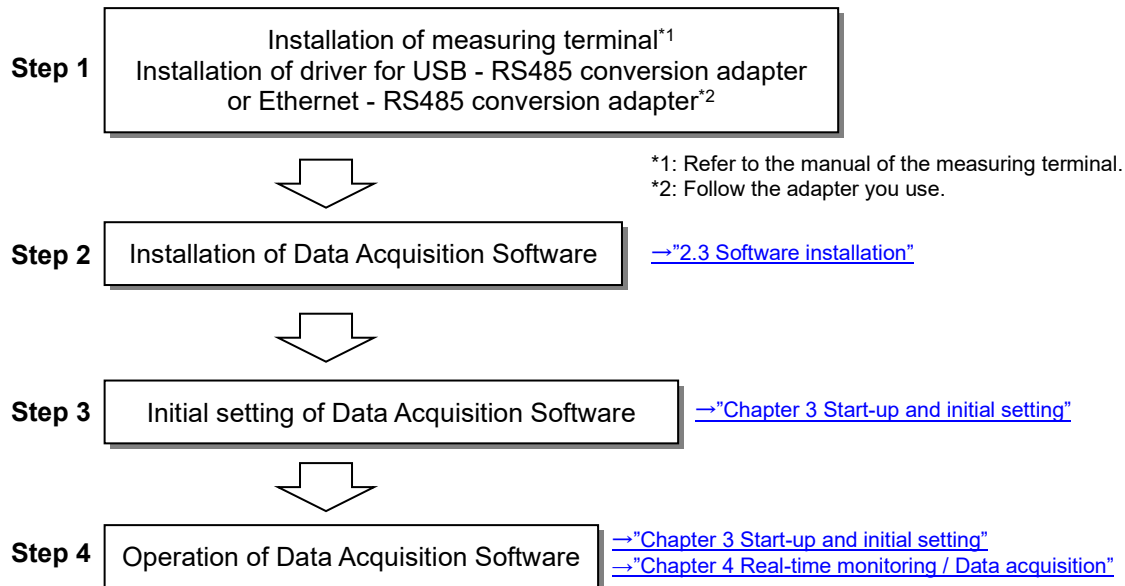 Step 1
Installation of measuring terminal*1
Installation of driver for USB - RS485 conversion adapter
or Ethernet - RS485 conversion adapter*2
*1: Refer to the manual of the measuring terminal.
*2: Follow the adapter you use.
Step 2
Installation of Data Acquisition Software
→”2.3 Software installation”
Step 3
Initial setting of Data Acquisition Software
→”Chapter 3 Start-up and initial setting”
Step 4
Operation of Data Acquisition Software
→”Chapter 3 Start-up and initial setting”
→”Chapter 4 Real-time monitoring / Data acquisition”